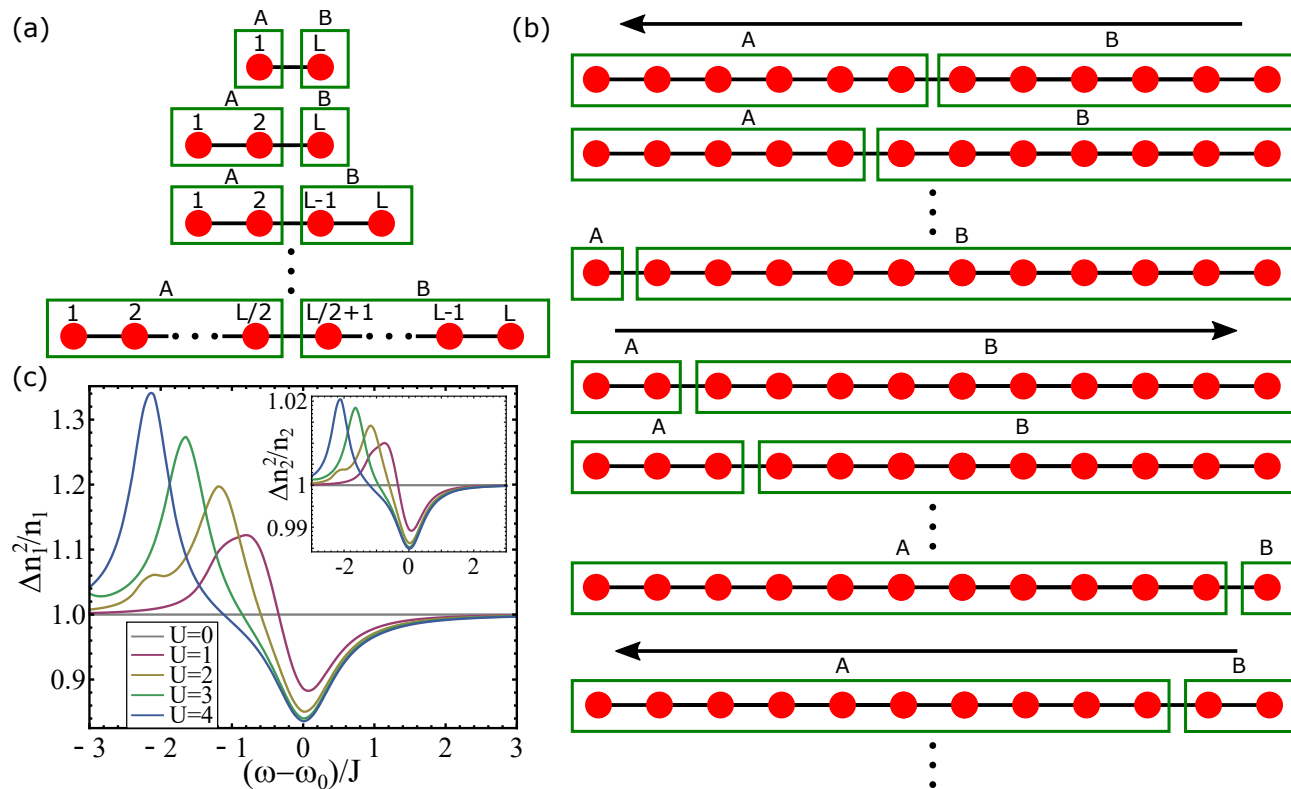 (a)
A B
1 L
A B
1 2 L
A B
1 2 L-1 L
A B
1 2 L/2 L/2+1 L-1 L
(b)
A B
A B
A B
A B
A B
A B
A B
(c)
Δn₁²/n₁
1.3
1.2
1.1
1.0
0.9
U=0
U=1
U=2
U=3
U=4
-3 -2 -1 0 1 2 3
(ω−ω₀)/J
Δn₂²/n₂
1.02
1
0.99
-2 0 2